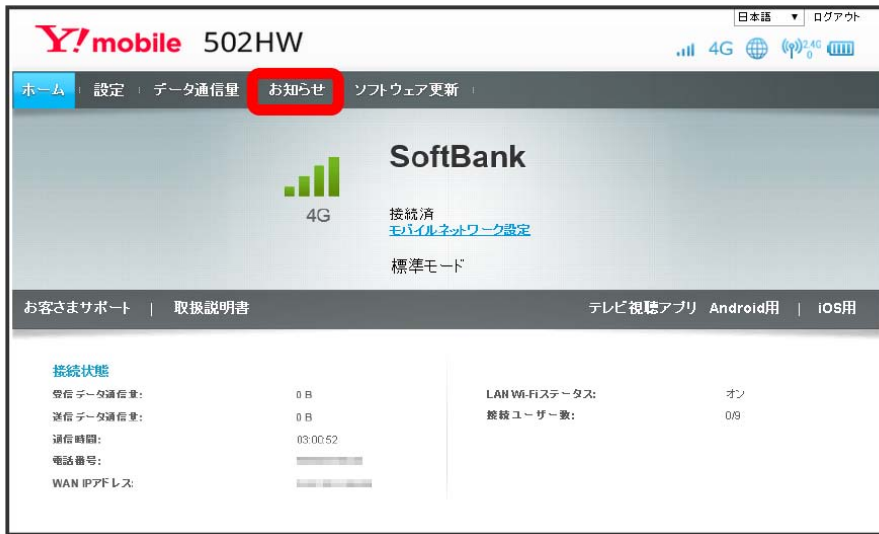 日本語 ▼ ログアウト
Y!mobile 502HW
4G 2.4G 0
ホーム 設定 データ通信量 お知らせ ソフトウェア更新
SoftBank
4G
接続済
モバイルネットワーク設定
標準モード
お客さまサポート | 取扱説明書 テレビ視聴アプリ Android用 | iOS用
接続状態
受信データ通信量: 0 B LAN Wi-Fiステータス: オン
送信データ通信量: 0 B 接続ユーザー数: 0/9
通信時間: 03:00:52
電話番号:
WAN IPアドレス: